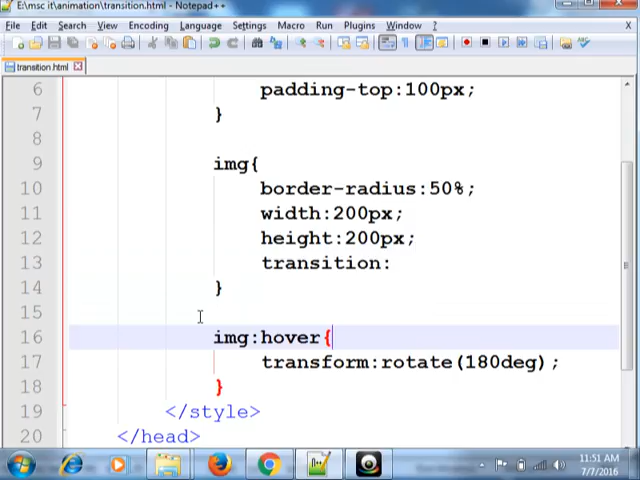 E:\msc it\animation\transition.html - Notepad++
File Edit Search View Encoding Language Settings Macro Run Plugins Window ? X
transition.html
6 padding-top:100px;
7 }
8
9 img{
10 border-radius:50%;
11 width:200px;
12 height:200px;
13 transition:
14 }
15
16 img:hover{
17 transform:rotate(180deg);
18 }
19 </style>
20 </head>
11:51 AM
7/7/2016